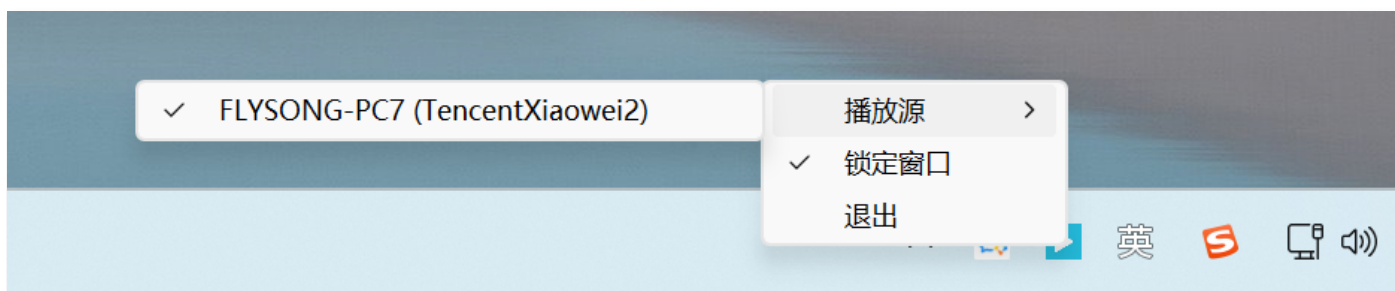 FLYSONG-PC7 (TencentXiaowei2)
播放源
锁定窗口
退出
英